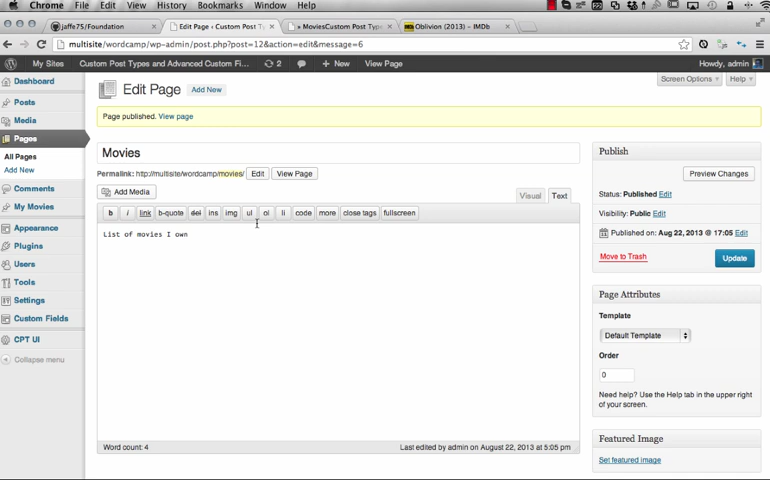 Chrome File Edit View History Bookmarks Window Help
jaffe75/Foundation
Edit Page ‹ Custom Post Ty
» MoviesCustom Post Type
Oblivion (2013) – IMDb
multisite/wordcamp/wp-admin/post.php?post=12&action=edit&message=6
My Sites Custom Post Types and Advanced Custom Fi... 2 + New View Page Howdy, admin
Screen Options Help
Dashboard
Posts
Media
Pages
All Pages
Add New
Comments
My Movies
Appearance
Plugins
Users
Tools
Settings
Custom Fields
CPT UI
Collapse menu
Edit Page Add New
Page published. View page
Movies
Permalink: http://multisite/wordcamp/movies/ Edit View Page
Add Media
Visual Text
b i link b-quote del ins img ul ol li code more close tags fullscreen
List of movies I own
Word count: 4 Last edited by admin on August 22, 2013 at 5:05 pm
Publish
Preview Changes
Status: Published Edit
Visibility: Public Edit
Published on: Aug 22, 2013 @ 17:05 Edit
Move to Trash Update
Page Attributes
Template
Default Template
Order
0
Need help? Use the Help tab in the upper right
of your screen.
Featured Image
Set featured image